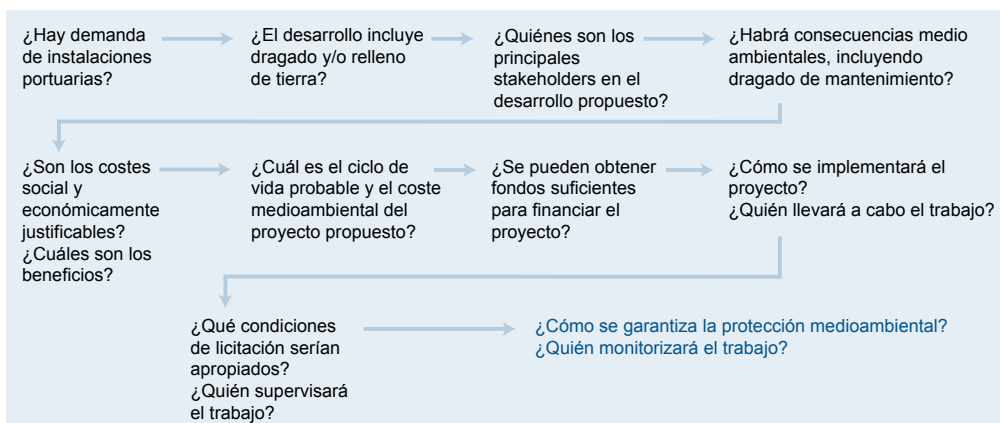 ¿Hay demanda
de instalaciones
portuarias?
¿El desarrollo incluye
dragado y/o relleno
de tierra?
¿Quiénes son los
principales
stakeholders en el
desarrollo propuesto?
¿Habrá consecuencias medio
ambientales, incluyendo
dragado de mantenimiento?
¿Son los costes
social y
económicamente
justificables?
¿Cuáles son los
beneficios?
¿Cuál es el ciclo de
vida probable y el coste
medioambiental del
proyecto propuesto?
¿Se pueden obtener
fondos suficientes
para financiar el
proyecto?
¿Cómo se implementará el
proyecto?
¿Quién llevará a cabo el trabajo?
¿Qué condiciones
de licitación serían
apropiados?
¿Quién supervisará
el trabajo?
¿Cómo se garantiza la protección medioambiental?
¿Quién monitorizará el trabajo?